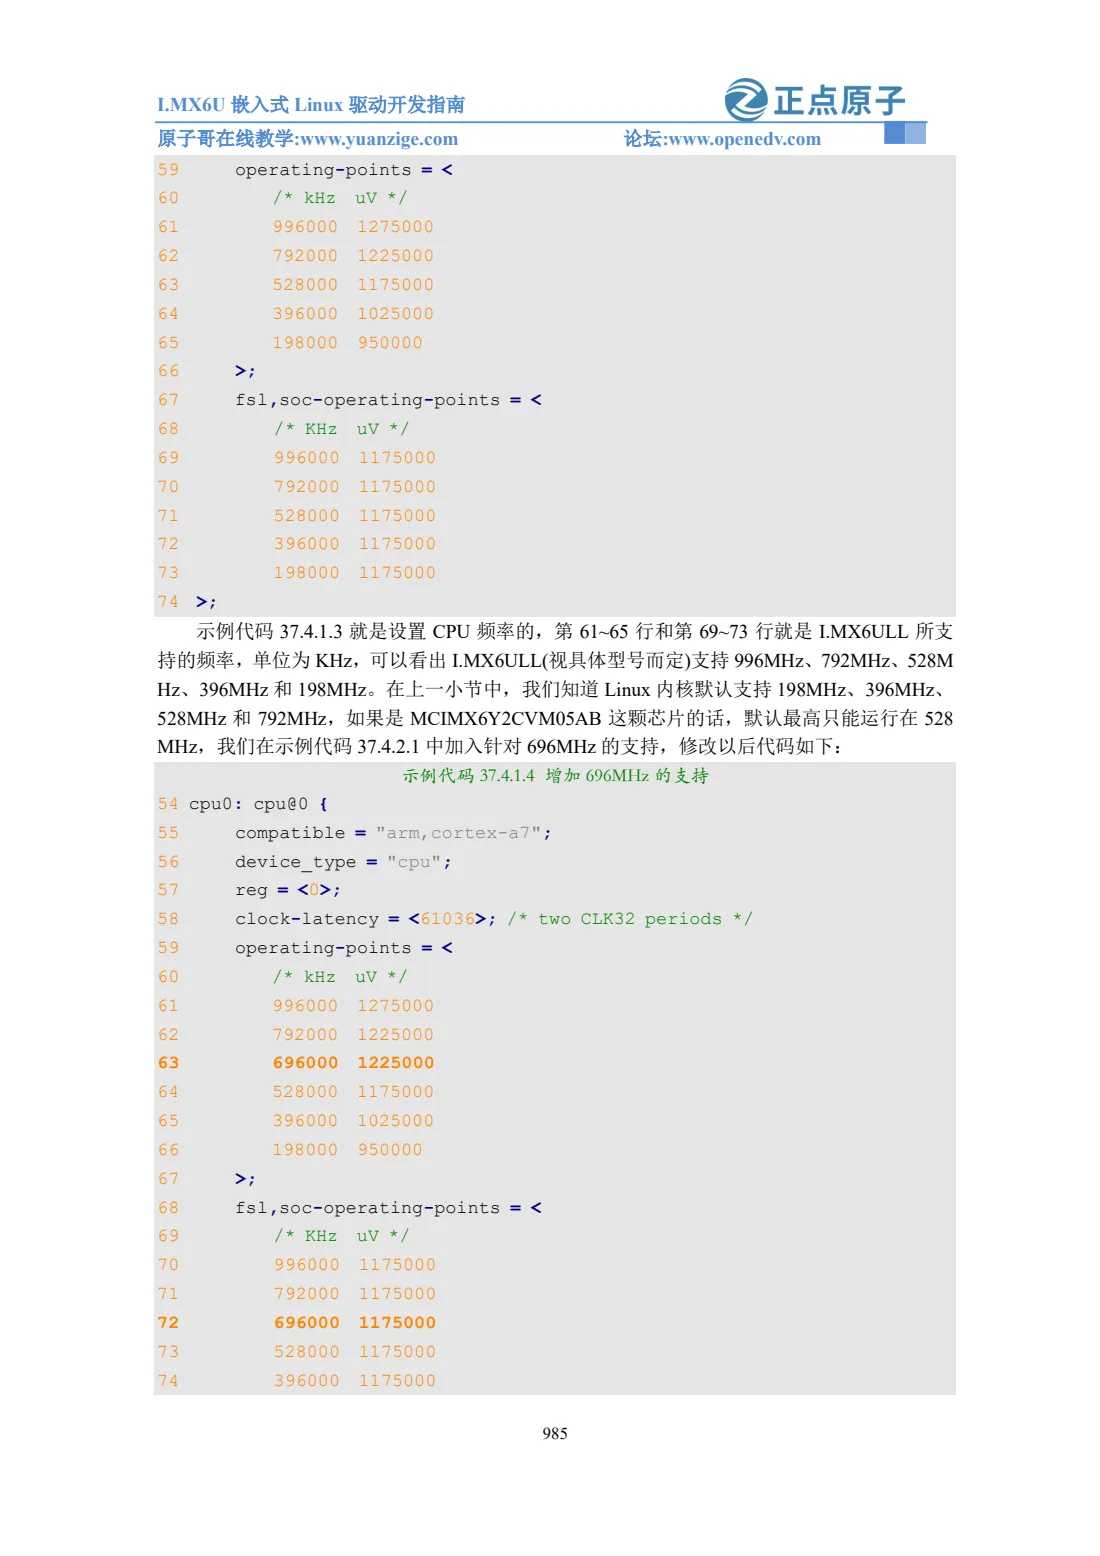 I.MX6U 嵌入式 Linux 驱动开发指南
正点原子
原子哥在线教学:www.yuanzige.com 论坛:www.openedv.com
59 operating-points = <
60 /* kHz uV */
61 996000 1275000
62 792000 1225000
63 528000 1175000
64 396000 1025000
65 198000 950000
66 >;
67 fsl,soc-operating-points = <
68 /* KHz uV */
69 996000 1175000
70 792000 1175000
71 528000 1175000
72 396000 1175000
73 198000 1175000
74 >;
示例代码 37.4.1.3 就是设置 CPU 频率的，第 61~65 行和第 69~73 行就是 I.MX6ULL 所支
持的频率，单位为 KHz，可以看出 I.MX6ULL(视具体型号而定)支持 996MHz、792MHz、528M
Hz、396MHz 和 198MHz。在上一小节中，我们知道 Linux 内核默认支持 198MHz、396MHz、
528MHz 和 792MHz，如果是 MCIMX6Y2CVM05AB 这颗芯片的话，默认最高只能运行在 528
MHz，我们在示例代码 37.4.2.1 中加入针对 696MHz 的支持，修改以后代码如下：
示例代码 37.4.1.4 增加 696MHz 的支持
54 cpu0: cpu@0 {
55 compatible = "arm,cortex-a7";
56 device_type = "cpu";
57 reg = <0>;
58 clock-latency = <61036>; /* two CLK32 periods */
59 operating-points = <
60 /* kHz uV */
61 996000 1275000
62 792000 1225000
63 696000 1225000
64 528000 1175000
65 396000 1025000
66 198000 950000
67 >;
68 fsl,soc-operating-points = <
69 /* KHz uV */
70 996000 1175000
71 792000 1175000
72 696000 1175000
73 528000 1175000
74 396000 1175000
985